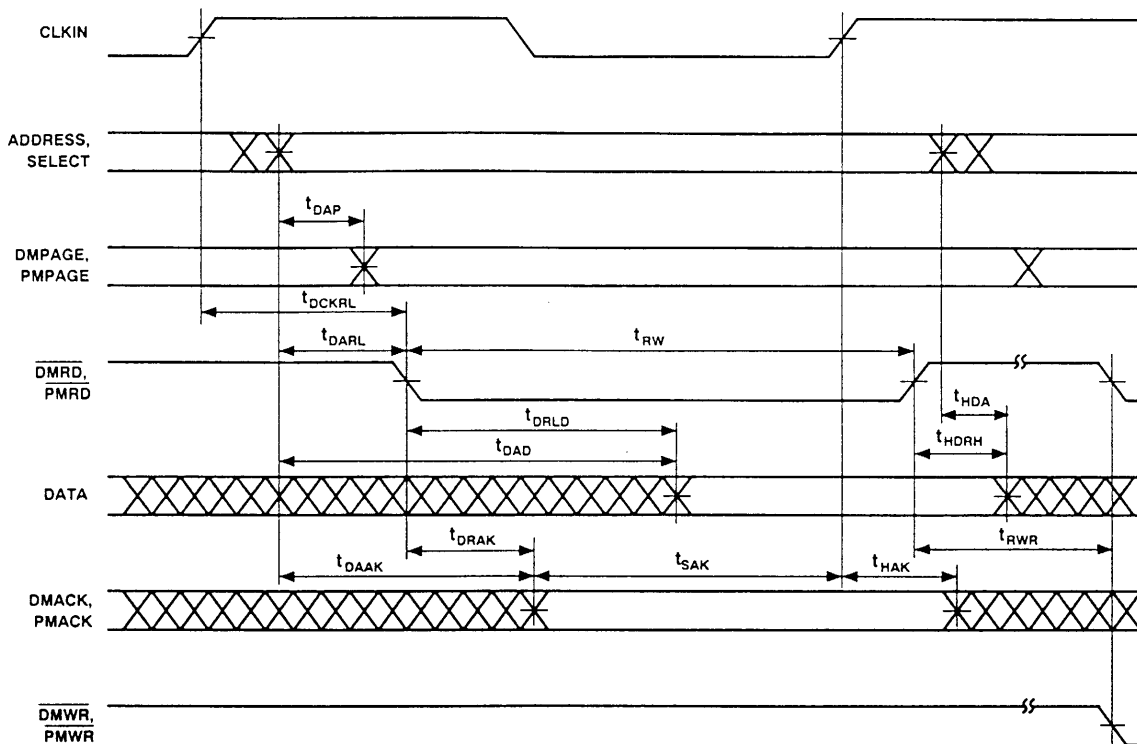 CLKIN
ADDRESS,
SELECT
tDAP
DMPAGE,
PMPAGE
tDCKRL
tDARL
tRW
DMRD,
PMRD
tHDA
tDRLD
tHDRH
tDAD
DATA
tDRAK
tRWR
tDAAK
tSAK
tHAK
DMACK,
PMACK
DMWR,
PMWR